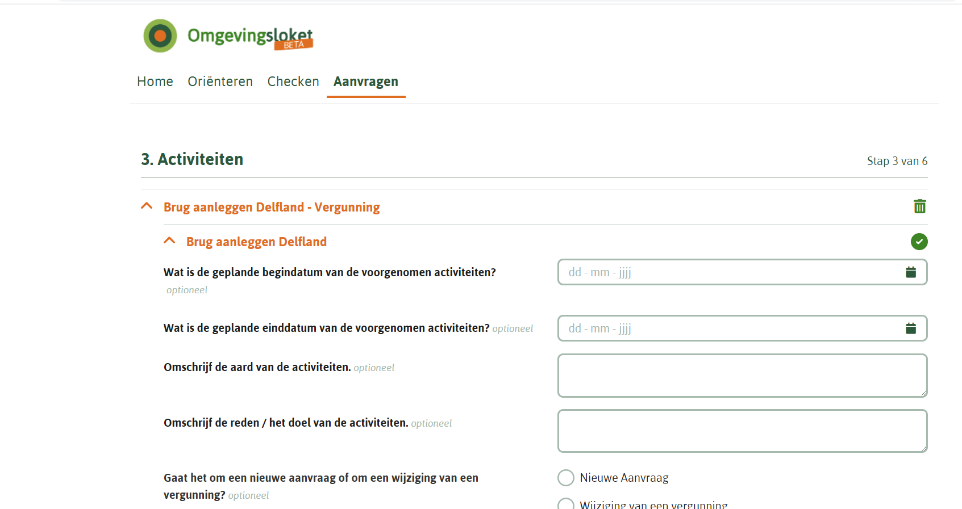 Omgevingsloket
BETA
Home Oriënteren Checken Aanvragen
3. Activiteiten
Stap 3 van 6
Brug aanleggen Delfland - Vergunning
Brug aanleggen Delfland
Wat is de geplande begindatum van de voorgenomen activiteiten?
optioneel
dd - mm - jjjj
Wat is de geplande einddatum van de voorgenomen activiteiten? optioneel
dd - mm - jjjj
Omschrijf de aard van de activiteiten. optioneel
Omschrijf de reden / het doel van de activiteiten. optioneel
Gaat het om een nieuwe aanvraag of om een wijziging van een
vergunning? optioneel
Nieuwe Aanvraag
Wijziging van een vergunning